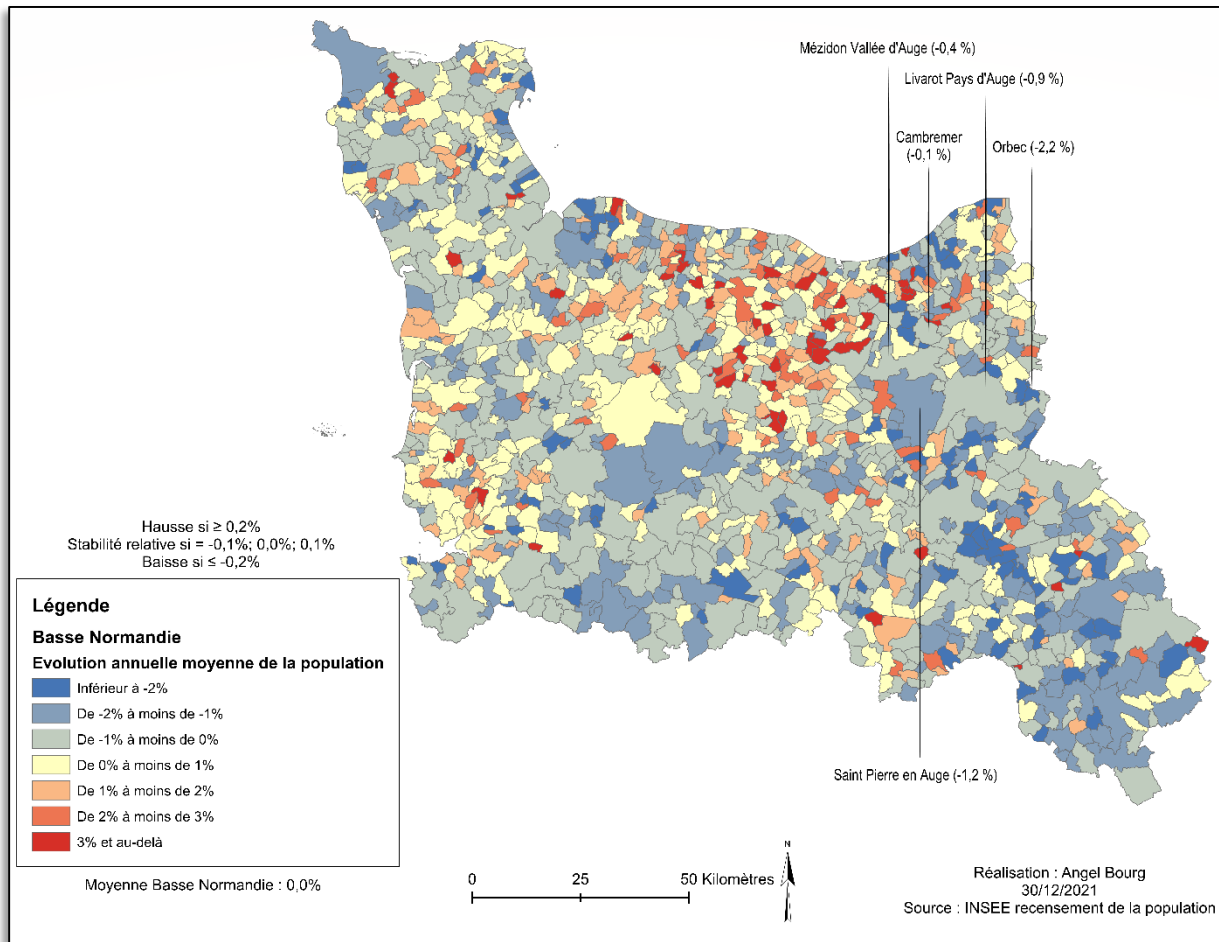 Mézidon Vallée d'Auge (-0,4 %)
Livarot Pays d'Auge (-0,9 %)
Cambremer
(-0,1 %)
Orbec (-2,2 %)
Hausse si ≥ 0,2%
Stabilité relative si = -0,1%; 0,0%; 0,1%
Baisse si ≤ -0,2%
Légende
Basse Normandie
Evolution annuelle moyenne de la population
Inférieur à -2%
De -2% à moins de -1%
De -1% à moins de 0%
De 0% à moins de 1%
De 1% à moins de 2%
De 2% à moins de 3%
3% et au-delà
Moyenne Basse Normandie : 0,0%
Saint Pierre en Auge (-1,2 %)
0 25 50 Kilomètres
N
Réalisation : Angel Bourg
30/12/2021
Source : INSEE recensement de la population